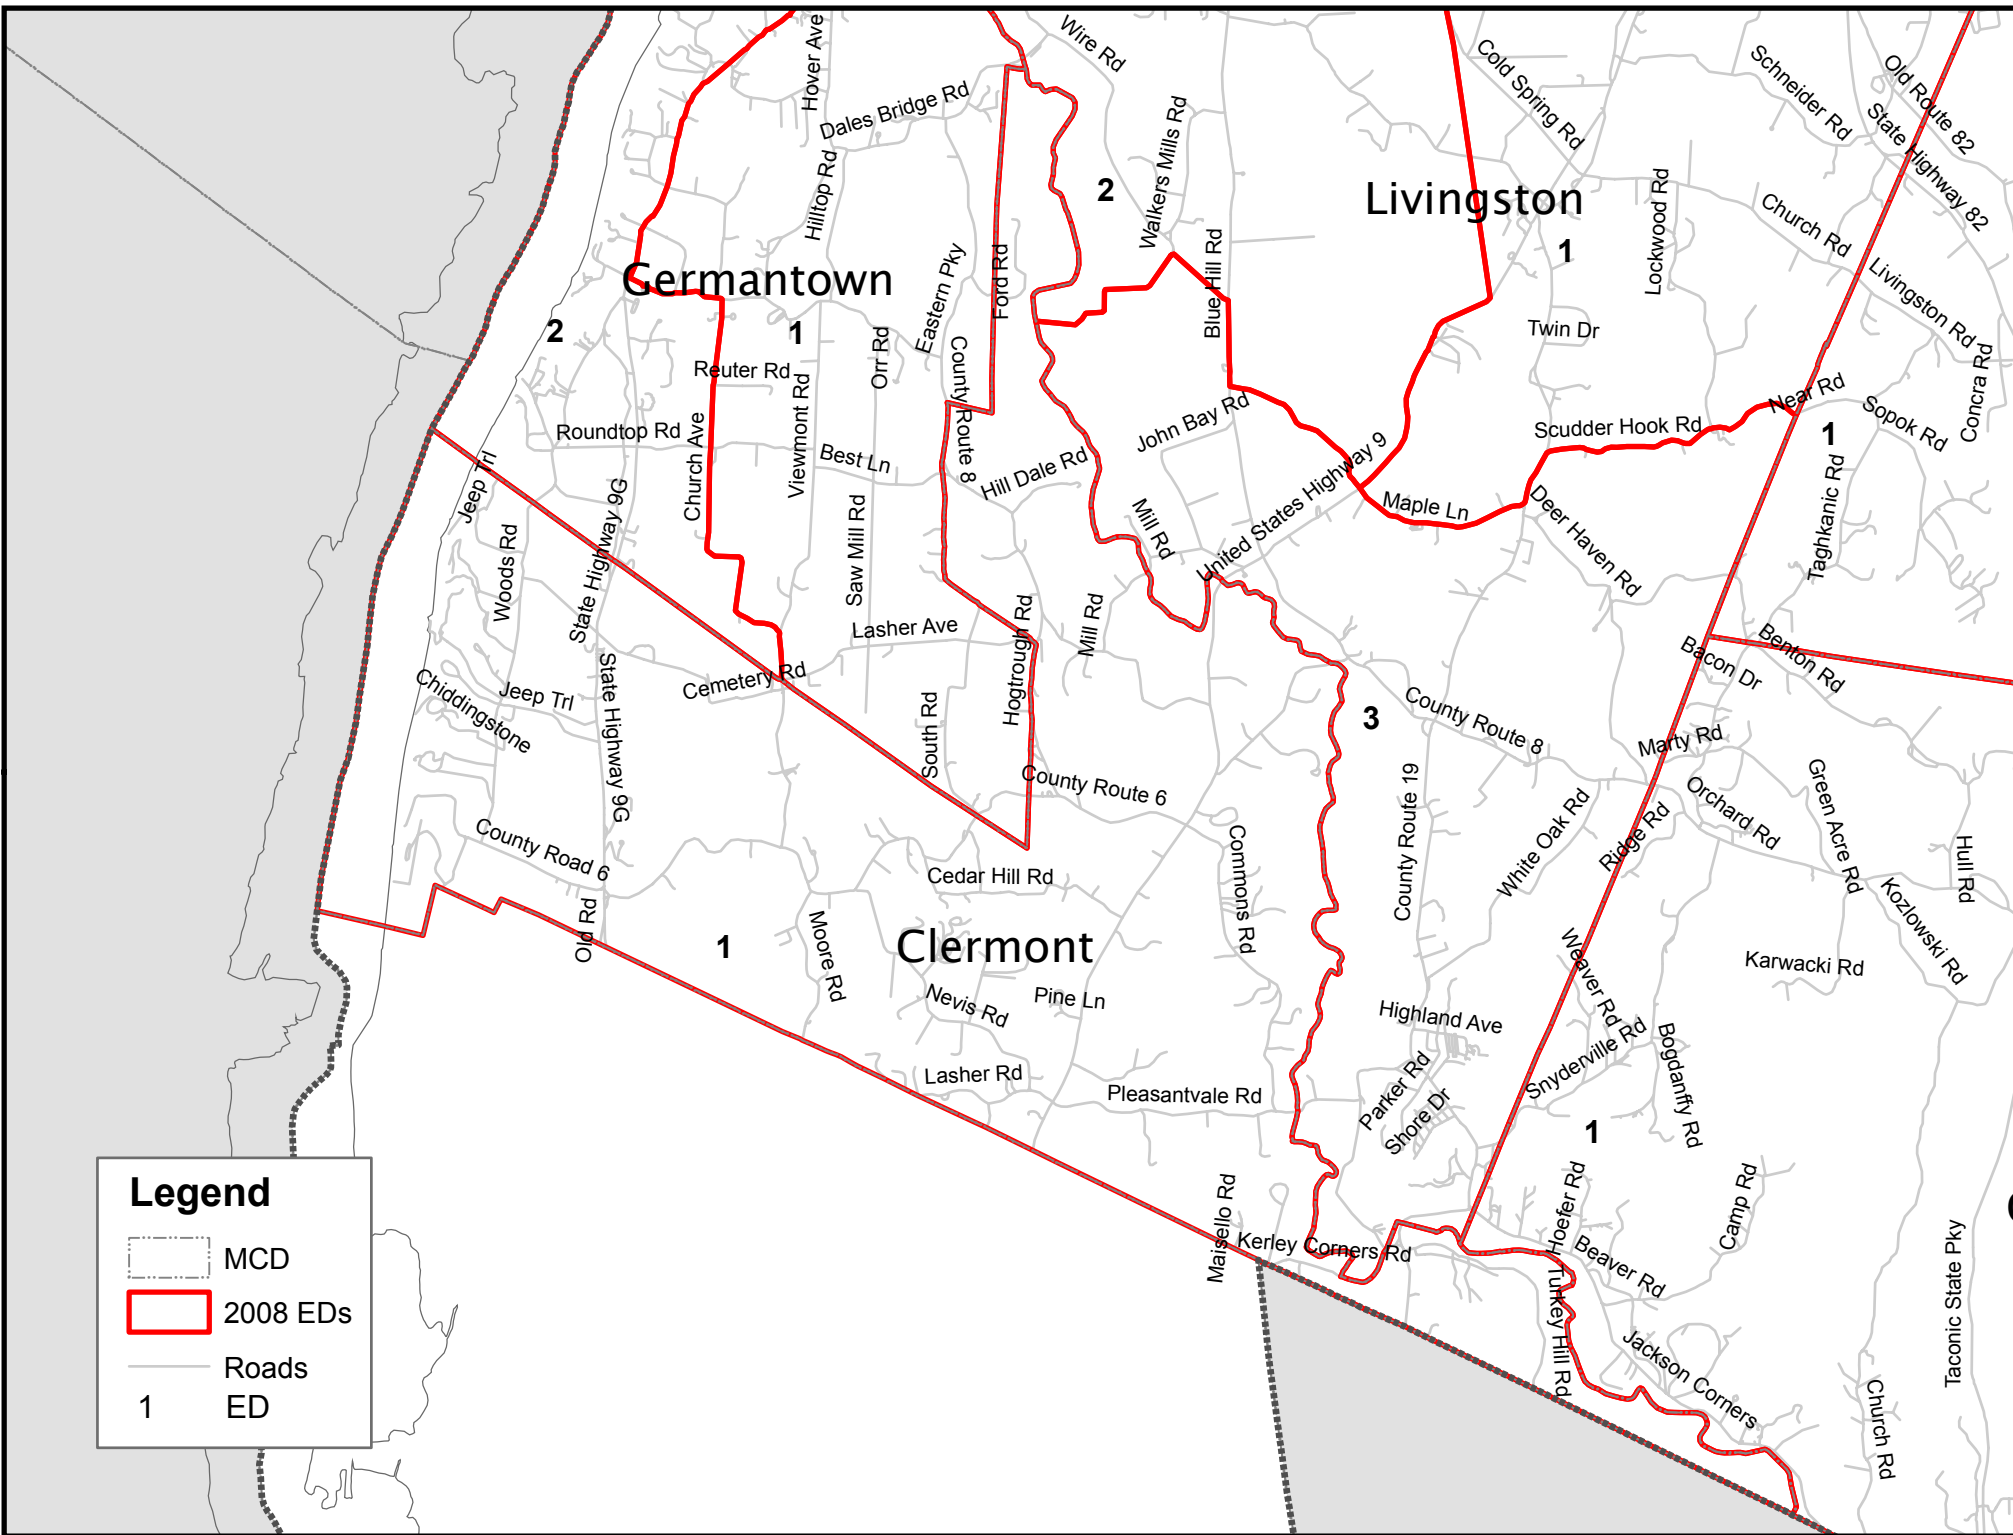 Wire Rd
Hover Ave
Cold Spring Rd
Schneider Rd
Old Route 82
State Highway 82
Dales Bridge Rd
Walkers Mills Rd
Hilltop Rd
2
Livingston
Lockwood Rd
Church Rd
1
Blue Hill Rd
Eastern Pky
Ford Rd
Germantown
Livingston Rd
2
1
Twin Dr
Orr Rd
Reuter Rd
County Route 8
Viewmont Rd
Concra Rd
Near Rd
Sopok Rd
John Bay Rd
Church Ave
Roundtop Rd
Scudder Hook Rd
1
Best Ln
Hill Dale Rd
United States Highway 9
Jeep Trl
State Highway 9G
Maple Ln
Taghkanic Rd
Mill Rd
Deer Haven Rd
Saw Mill Rd
Woods Rd
Lasher Ave
Mill Rd
Hogtrough Rd
Benton Rd
Bacon Dr
Cemetery Rd
State Highway 9G
Jeep Trl
Chiddingstone
South Rd
3
County Route 8
Marty Rd
County Route 6
County Route 19
White Oak Rd
Orchard Rd
Green Acre Rd
Ridge Rd
County Road 6
Commons Rd
Hull Rd
Cedar Hill Rd
Kozlowski Rd
Old Rd
1
Moore Rd
Clermont
Weaver Rd
Karwacki Rd
Nevis Rd
Pine Ln
Highland Ave
Snyderville Rd
Bogdanffy Rd
Lasher Rd
Pleasantvale Rd
Parker Rd
Shore Dr
1
Legend
MCD
2008 EDs
Roads
1 ED
Maisello Rd
Kerley Corners Rd
Hoefer Rd
Camp Rd
Beaver Rd
Turkey Hill Rd
Taconic State Pky
Jackson Corners
Church Rd